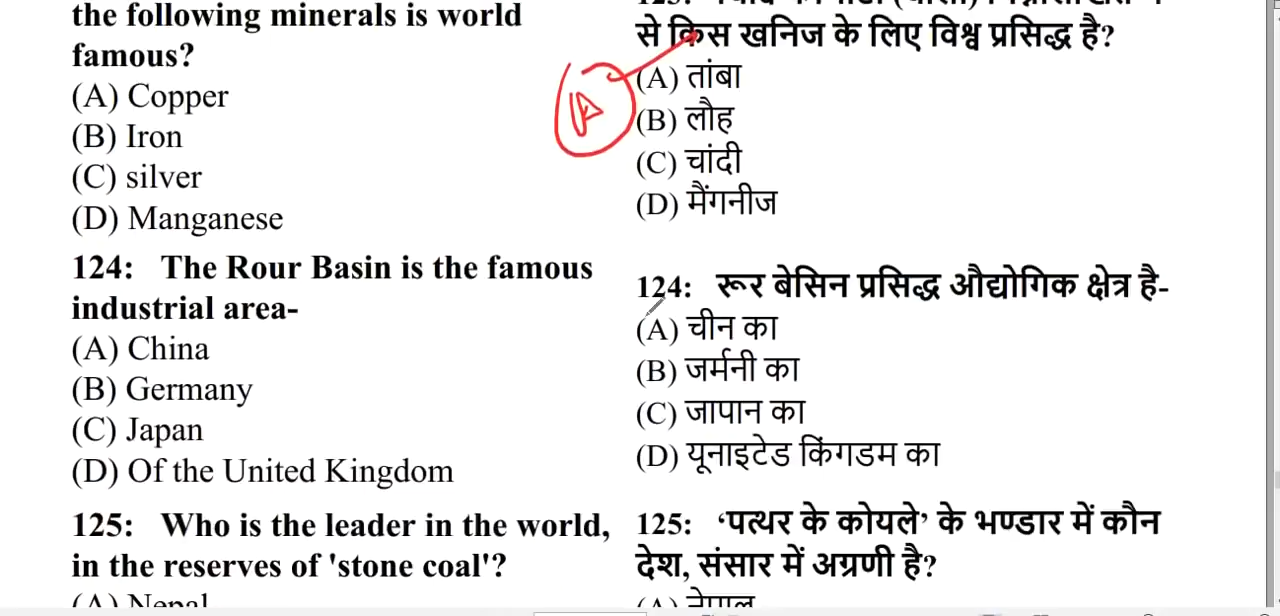 the following minerals is world
famous?
(A) Copper
(B) Iron
(C) silver
(D) Manganese
124: The Rour Basin is the famous
industrial area-
(A) China
(B) Germany
(C) Japan
(D) Of the United Kingdom
125: Who is the leader in the world,
in the reserves of 'stone coal'?
(A) Nepal
से किस खनिज के लिए विश्व प्रसिद्ध है?
A
(A) तांबा
(B) लौह
(C) चांदी
(D) मैंगनीज
124: रूर बेसिन प्रसिद्ध औद्योगिक क्षेत्र है-
(A) चीन का
(B) जर्मनी का
(C) जापान का
(D) यूनाइटेड किंगडम का
125: ‘पत्थर के कोयले’ के भण्डार में कौन
देश, संसार में अग्रणी है?
(A) नेपाल